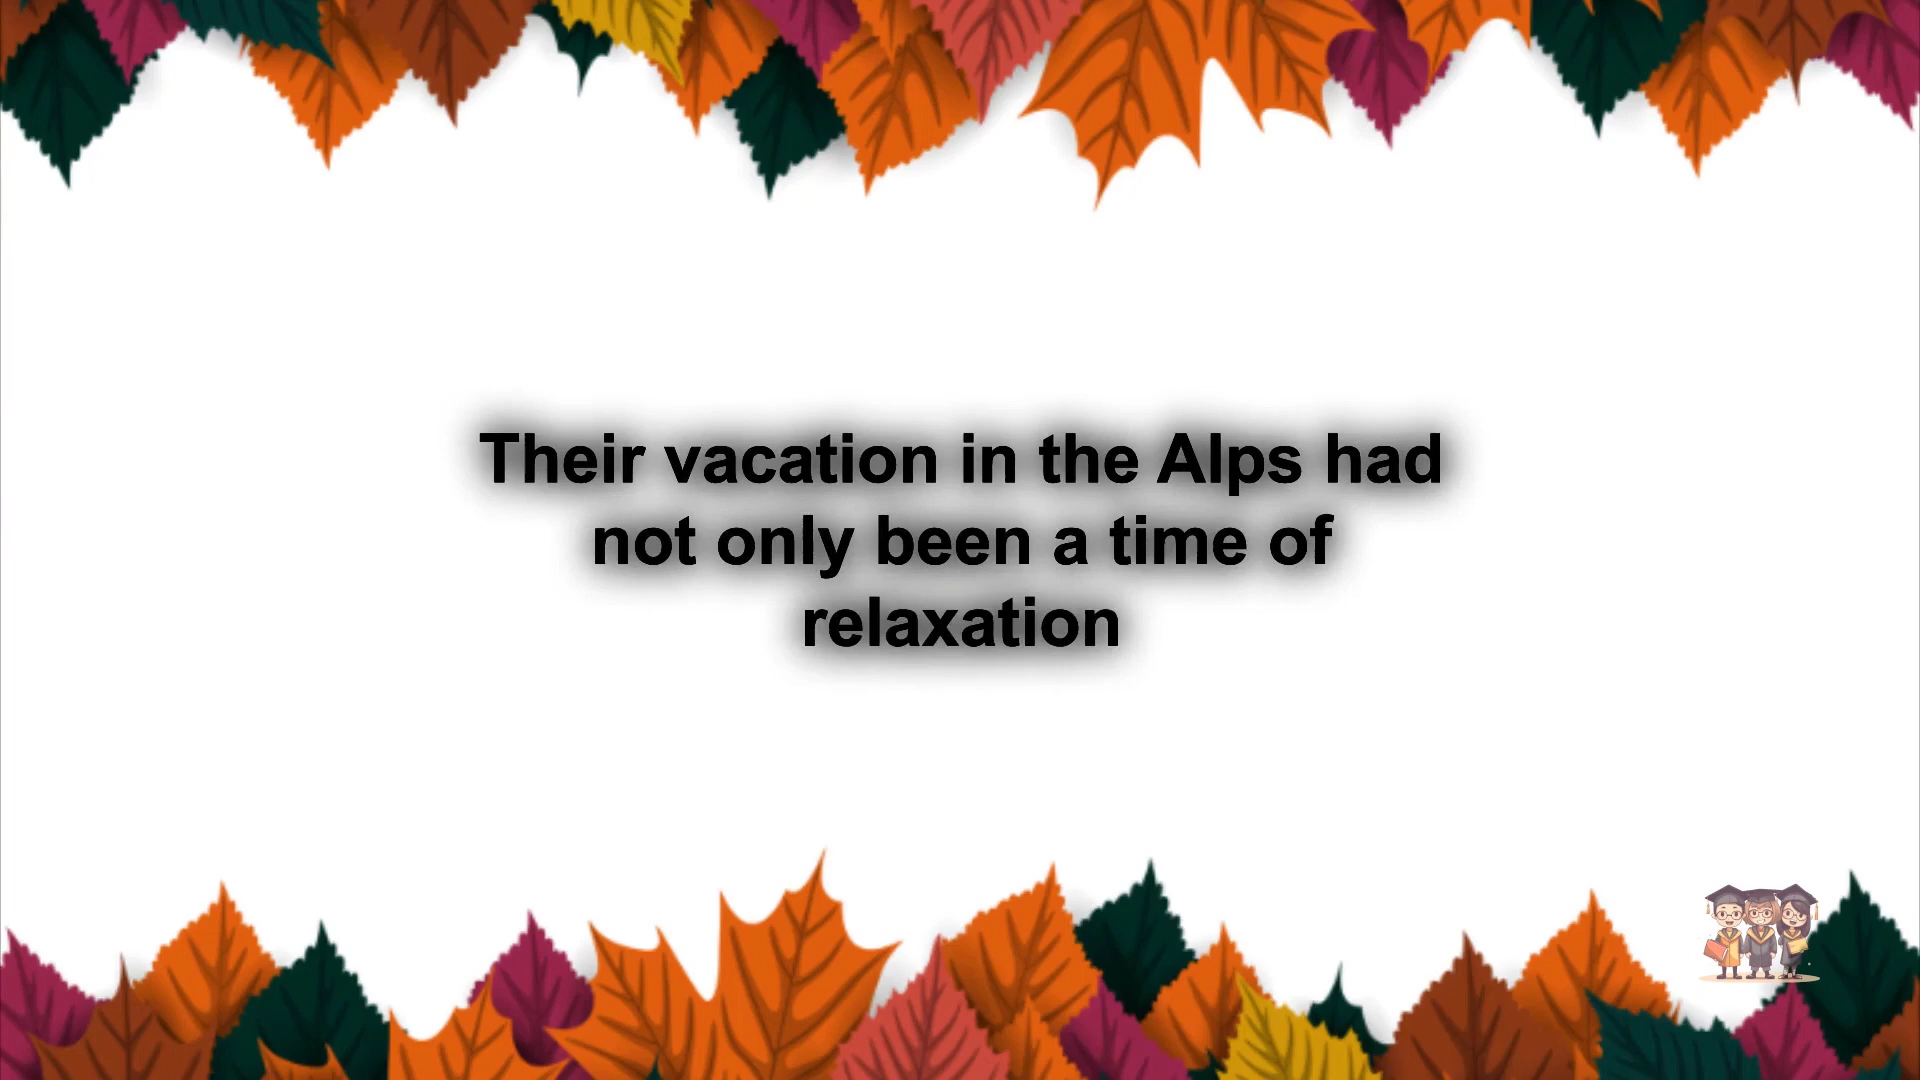 Their vacation in the Alps had
not only been a time of
relaxation